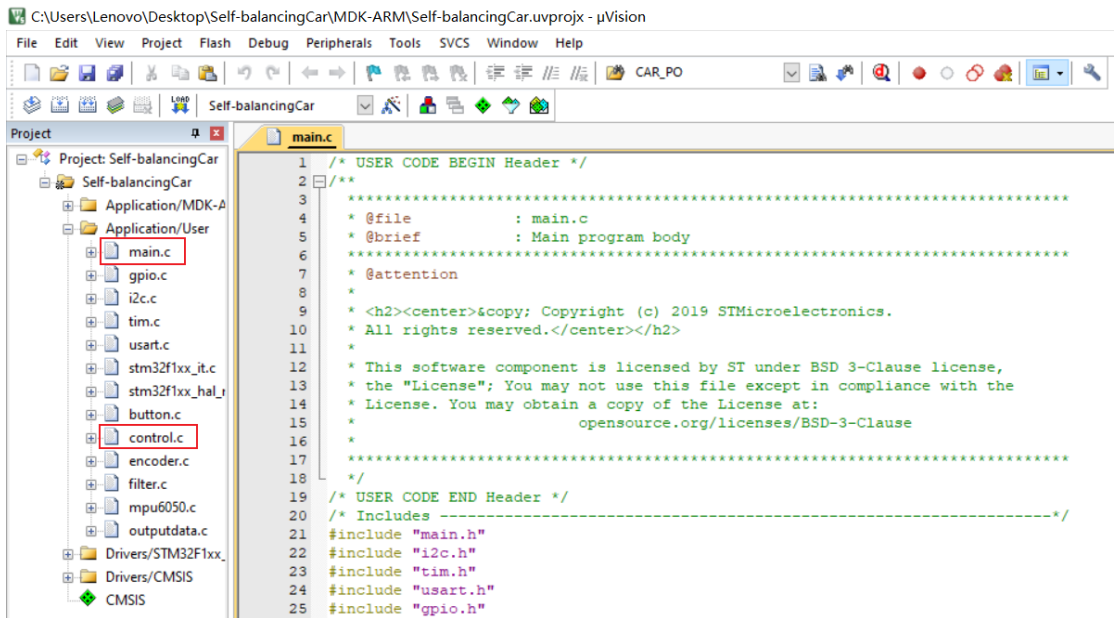 C:\Users\Lenovo\Desktop\Self-balancingCar\MDK-ARM\Self-balancingCar.uvprojx - µVision
File Edit View Project Flash Debug Peripherals Tools SVCS Window Help
CAR_PO
LOAD
Self-balancingCar
Project
main.c
Project: Self-balancingCar
Self-balancingCar
Application/MDK-A
Application/User
main.c
gpio.c
i2c.c
tim.c
usart.c
stm32f1xx_it.c
stm32f1xx_hal_r
button.c
control.c
encoder.c
filter.c
mpu6050.c
outputdata.c
Drivers/STM32F1xx_
Drivers/CMSIS
CMSIS
1 /* USER CODE BEGIN Header */
2 /**
3 ******************************************************************************
4 * @file : main.c
5 * @brief : Main program body
6 ******************************************************************************
7 * @attention
8 *
9 * <h2><center>&copy; Copyright (c) 2019 STMicroelectronics.
10 * All rights reserved.</center></h2>
11 *
12 * This software component is licensed by ST under BSD 3-Clause license,
13 * the "License"; You may not use this file except in compliance with the
14 * License. You may obtain a copy of the License at:
15 * opensource.org/licenses/BSD-3-Clause
16 *
17 ******************************************************************************
18 */
19 /* USER CODE END Header */
20 /* Includes ------------------------------------------------------------------*/
21 #include "main.h"
22 #include "i2c.h"
23 #include "tim.h"
24 #include "usart.h"
25 #include "gpio.h"